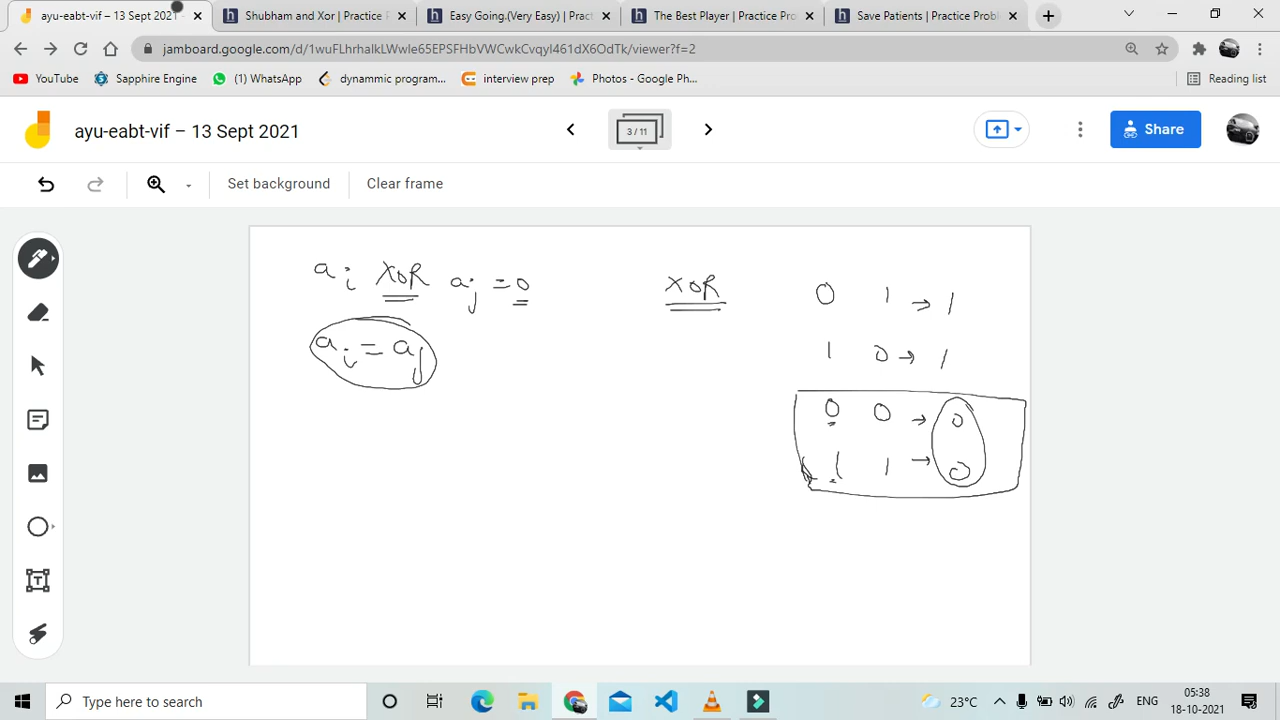 ayu-eabt-vif – 13 Sept 2021
Shubham and Xor | Practice
Easy Going.(Very Easy) | Pract
The Best Player | Practice Prob
Save Patients | Practice Prob
jamboard.google.com/d/1wuFLhrhalkLWwle65EPSFHbVWCwkCvqyl461dX6OdTk/viewer?f=2
YouTube
Sapphire Engine
(1) WhatsApp
dynammic program...
interview prep
Photos - Google Ph...
Reading list
ayu-eabt-vif – 13 Sept 2021
3 / 11
Share
Set background
Clear frame
ai XOR aj = 0
ai = aj
XOR
0 1 → 1
1 0 → 1
0 0 → 0
1 1 → 0
Type here to search
23°C
ENG
05:38
18-10-2021